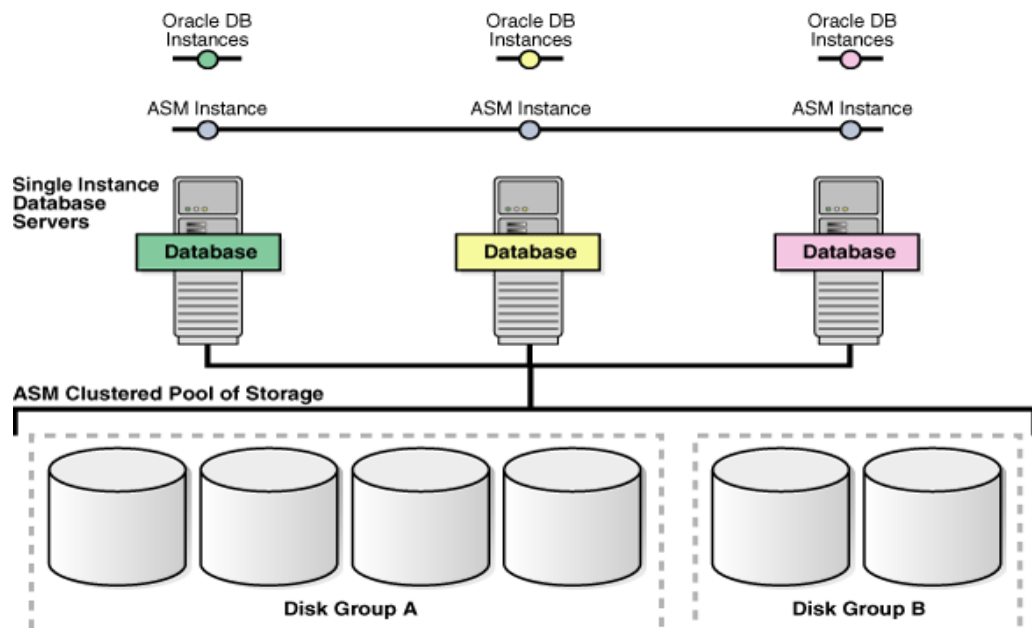 Oracle DB
Instances
Oracle DB
Instances
Oracle DB
Instances
ASM Instance
ASM Instance
ASM Instance
Single Instance
Database
Servers
Database
Database
Database
ASM Clustered Pool of Storage
Disk Group A
Disk Group B